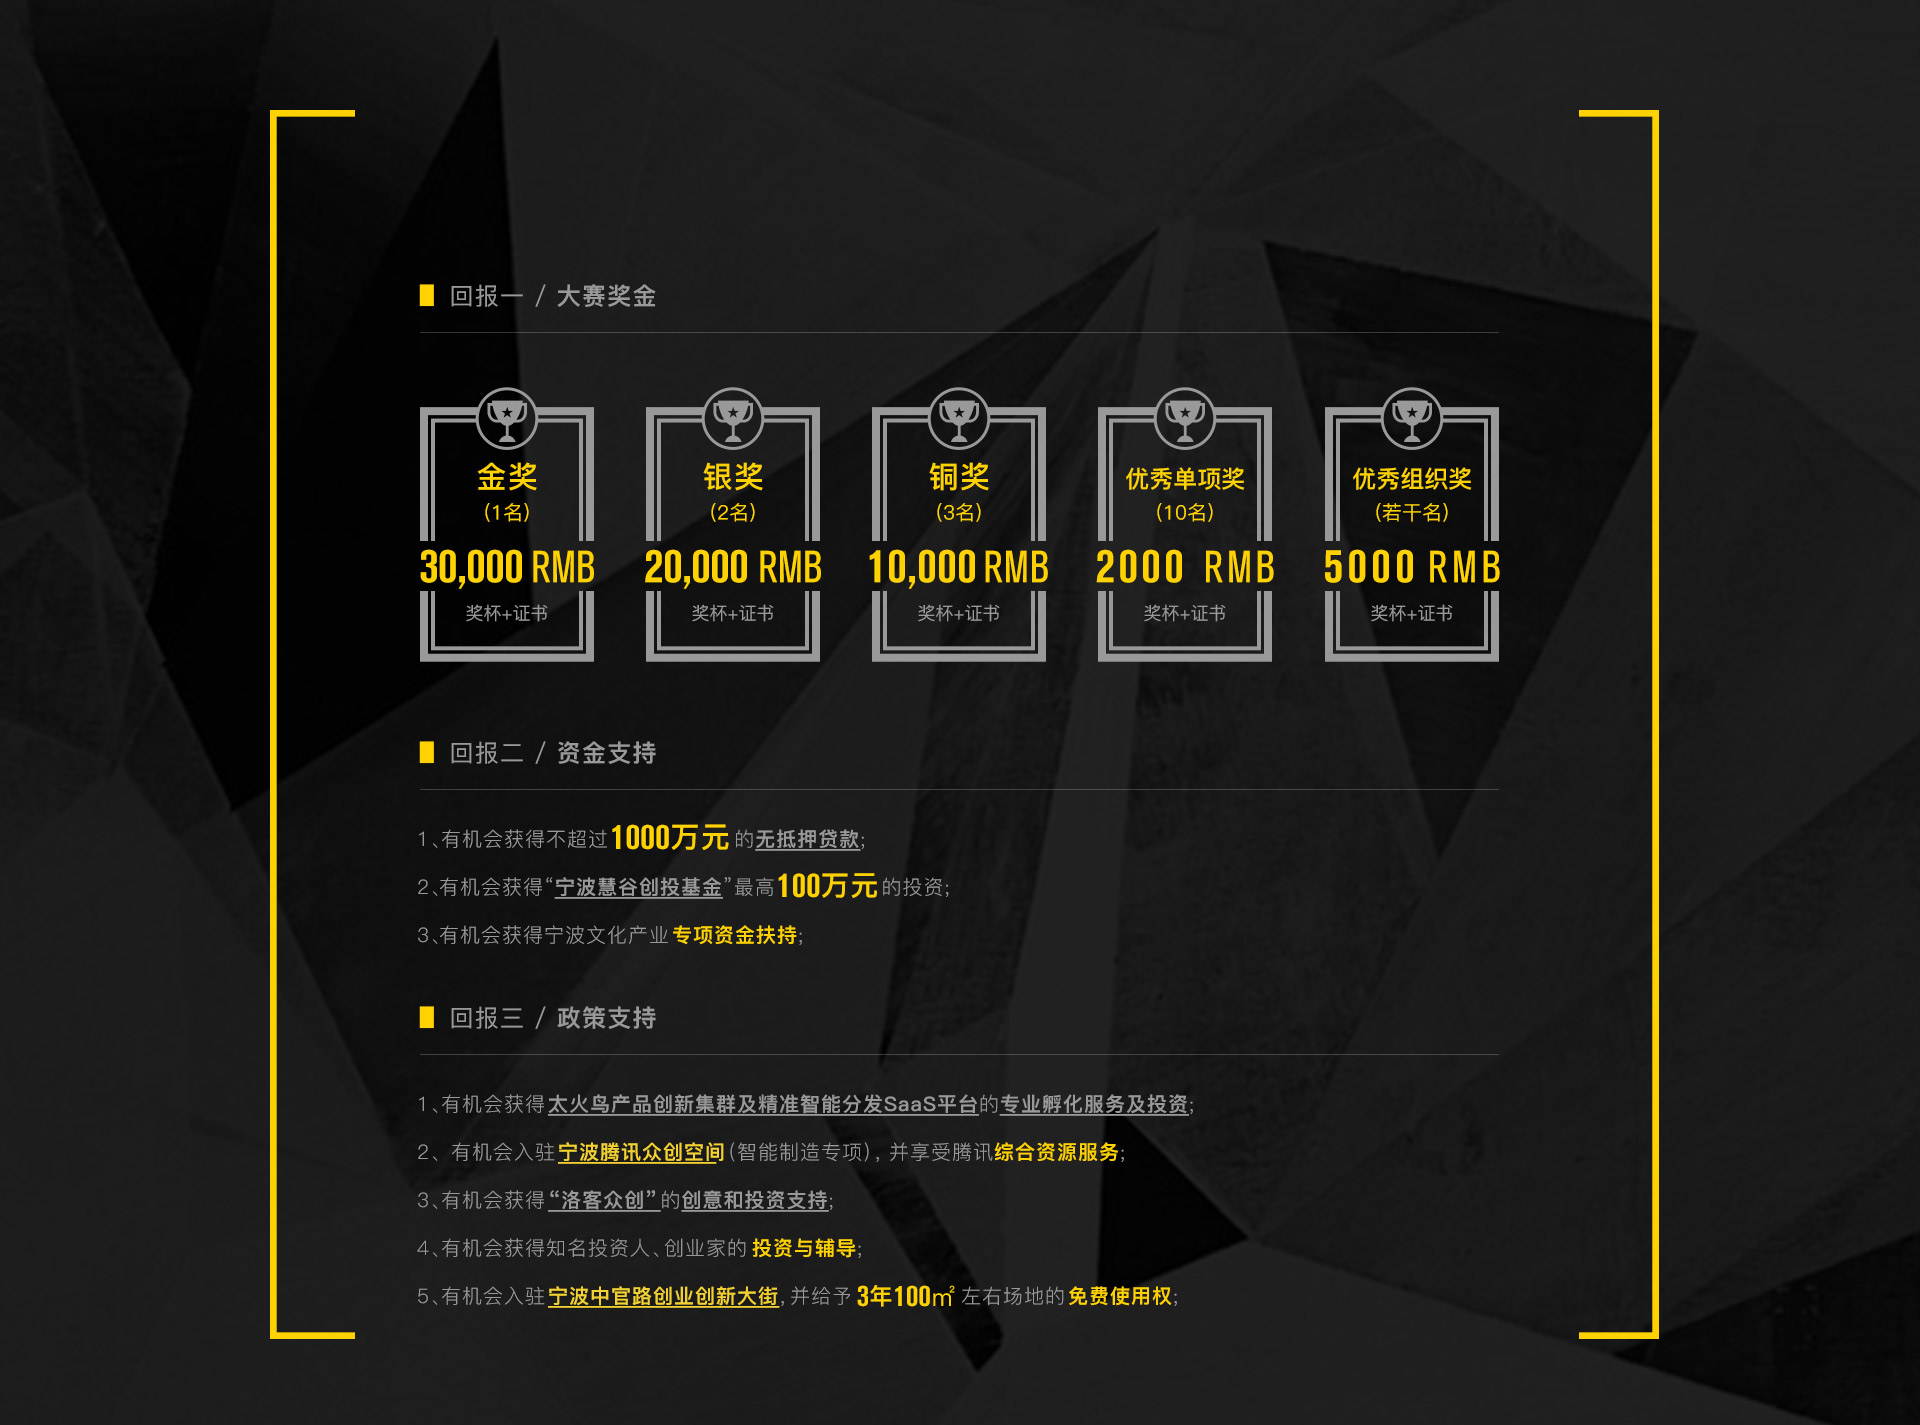 回报一 / 大赛奖金
金奖
(1名)
30,000 RMB
奖杯+证书
银奖
(2名)
20,000 RMB
奖杯+证书
铜奖
(3名)
10,000 RMB
奖杯+证书
优秀单项奖
(10名)
2000 RMB
奖杯+证书
优秀组织奖
(若干名)
5000 RMB
奖杯+证书
回报二 / 资金支持
1、有机会获得不超过1000万元的无抵押贷款;
2、有机会获得“宁波慧谷创投基金”最高100万元的投资;
3、有机会获得宁波文化产业专项资金扶持;
回报三 / 政策支持
1、有机会获得太火鸟产品创新集群及精准智能分发SaaS平台的专业孵化服务及投资;
2、有机会入驻宁波腾讯众创空间(智能制造专项), 并享受腾讯综合资源服务;
3、有机会获得“洛客众创”的创意和投资支持;
4、有机会获得知名投资人、创业家的投资与辅导;
5、有机会入驻宁波中官路创业创新大街, 并给予3年100㎡左右场地的免费使用权;